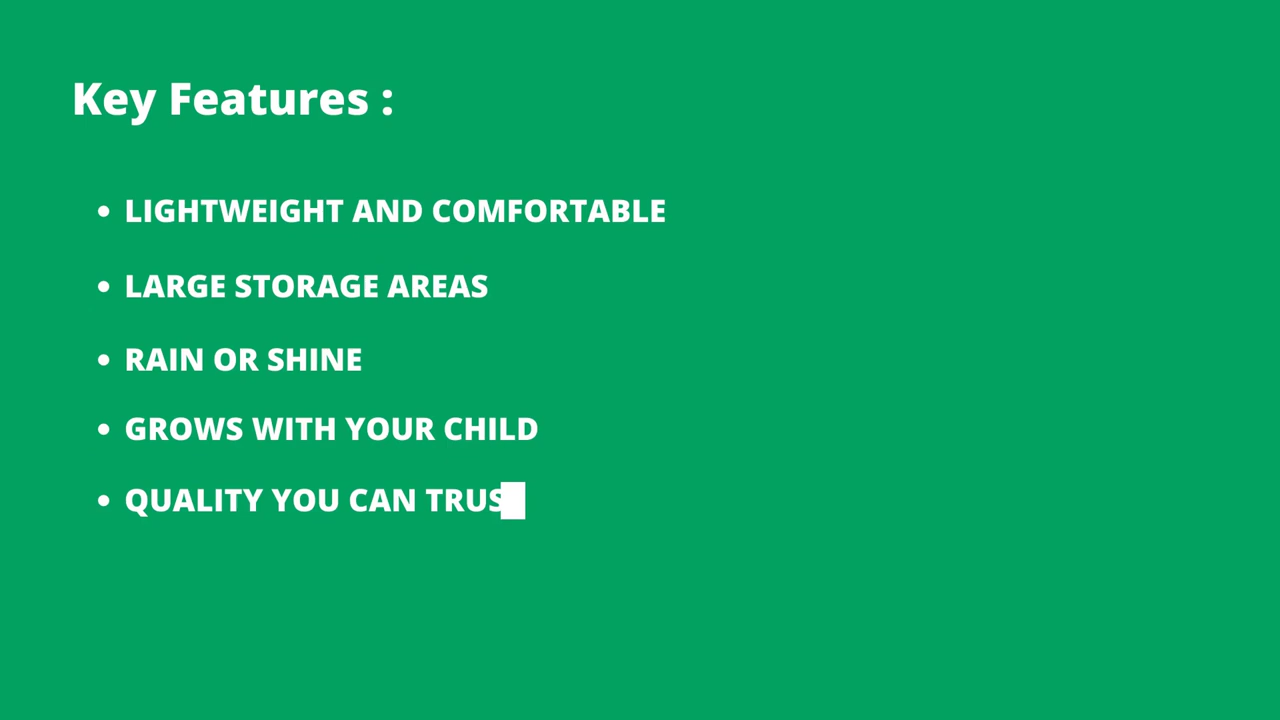 Key Features :
• LIGHTWEIGHT AND COMFORTABLE
• LARGE STORAGE AREAS
• RAIN OR SHINE
• GROWS WITH YOUR CHILD
• QUALITY YOU CAN TRUS